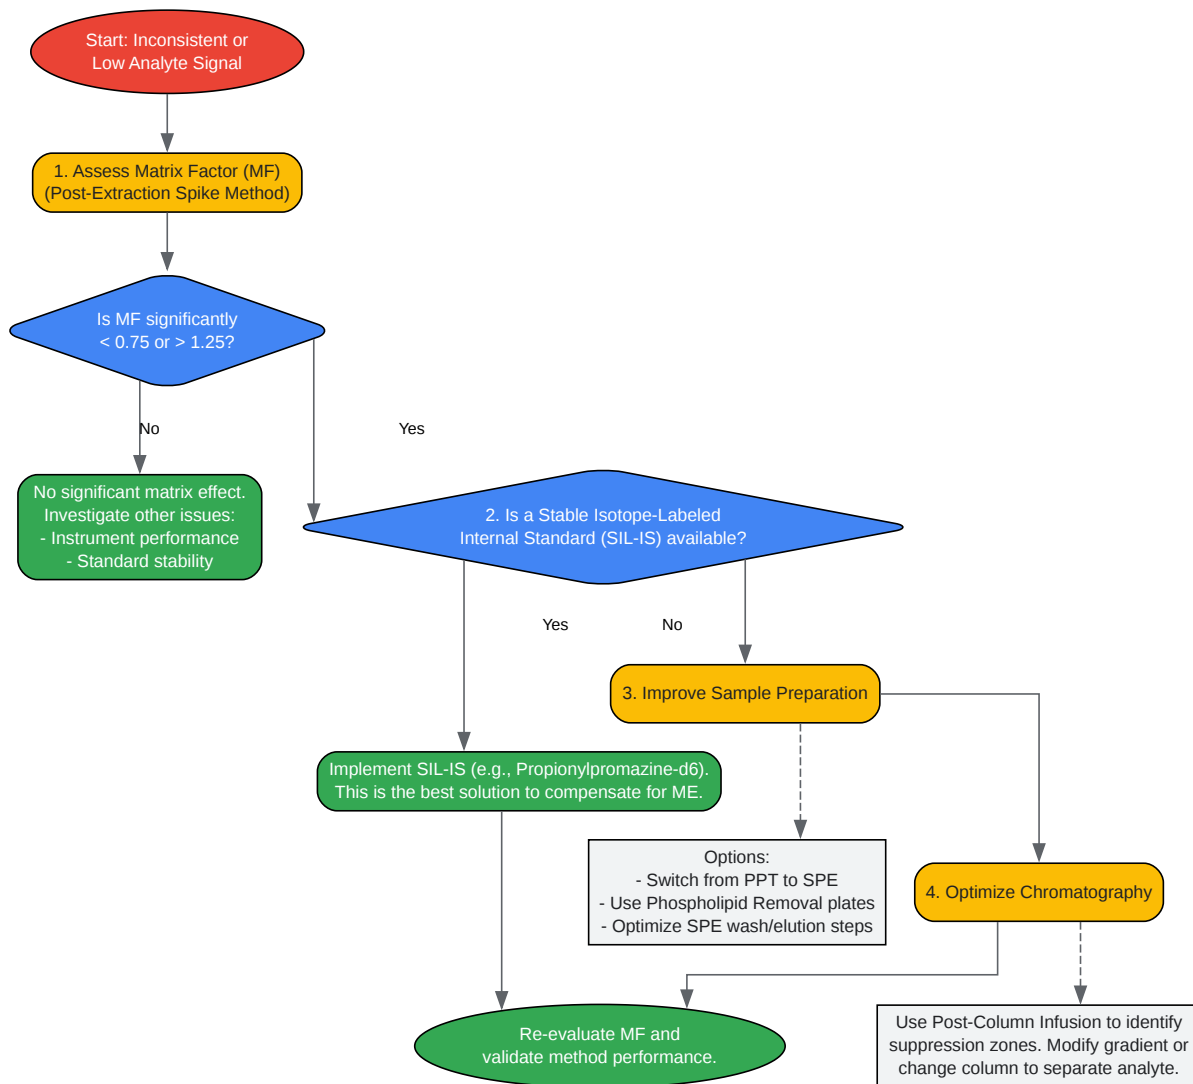 Start: Inconsistent or
Low Analyte Signal
1. Assess Matrix Factor (MF)
(Post-Extraction Spike Method)
Is MF significantly
< 0.75 or > 1.25?
No
Yes
No significant matrix effect.
Investigate other issues:
- Instrument performance
- Standard stability
2. Is a Stable Isotope-Labeled
Internal Standard (SIL-IS) available?
Yes
No
3. Improve Sample Preparation
Implement SIL-IS (e.g., Propionylpromazine-d6).
This is the best solution to compensate for ME.
Options:
- Switch from PPT to SPE
- Use Phospholipid Removal plates
- Optimize SPE wash/elution steps
4. Optimize Chromatography
Re-evaluate MF and
validate method performance.
Use Post-Column Infusion to identify
suppression zones. Modify gradient or
change column to separate analyte.